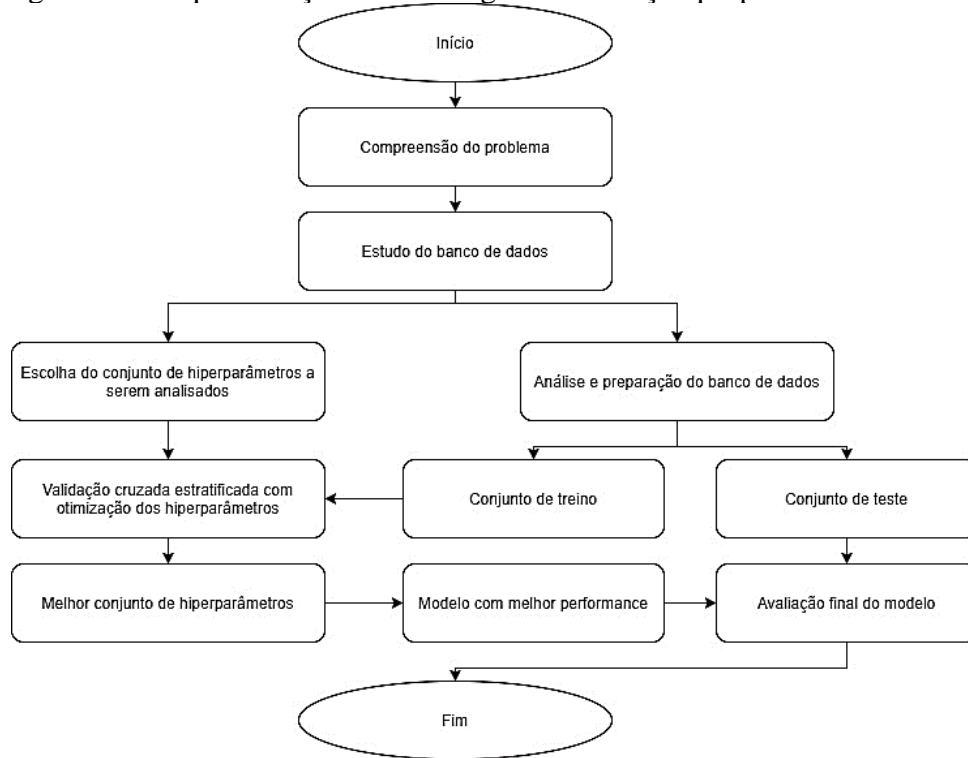 Início
Compreensão do problema
Estudo do banco de dados
Escolha do conjunto de hiperparâmetros a
serem analisados
Análise e preparação do banco de dados
Validação cruzada estratificada com
otimização dos hiperparâmetros
Conjunto de treino
Conjunto de teste
Melhor conjunto de hiperparâmetros
Modelo com melhor performance
Avaliação final do modelo
Fim